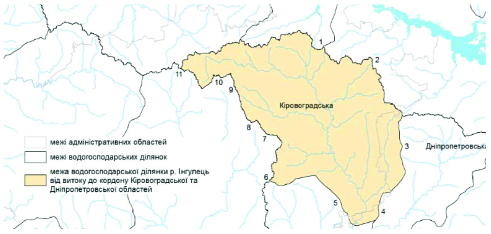 1
2
11
10
9
Кіровоградська
8
7
3
Дніпропетровська
6
5
4
межі адміністративних областей
межі водогосподарських ділянок
межа водогосподарської ділянки р. Інгулець
від витоку до кордону Кіровоградської та
Дніпропетровської областей